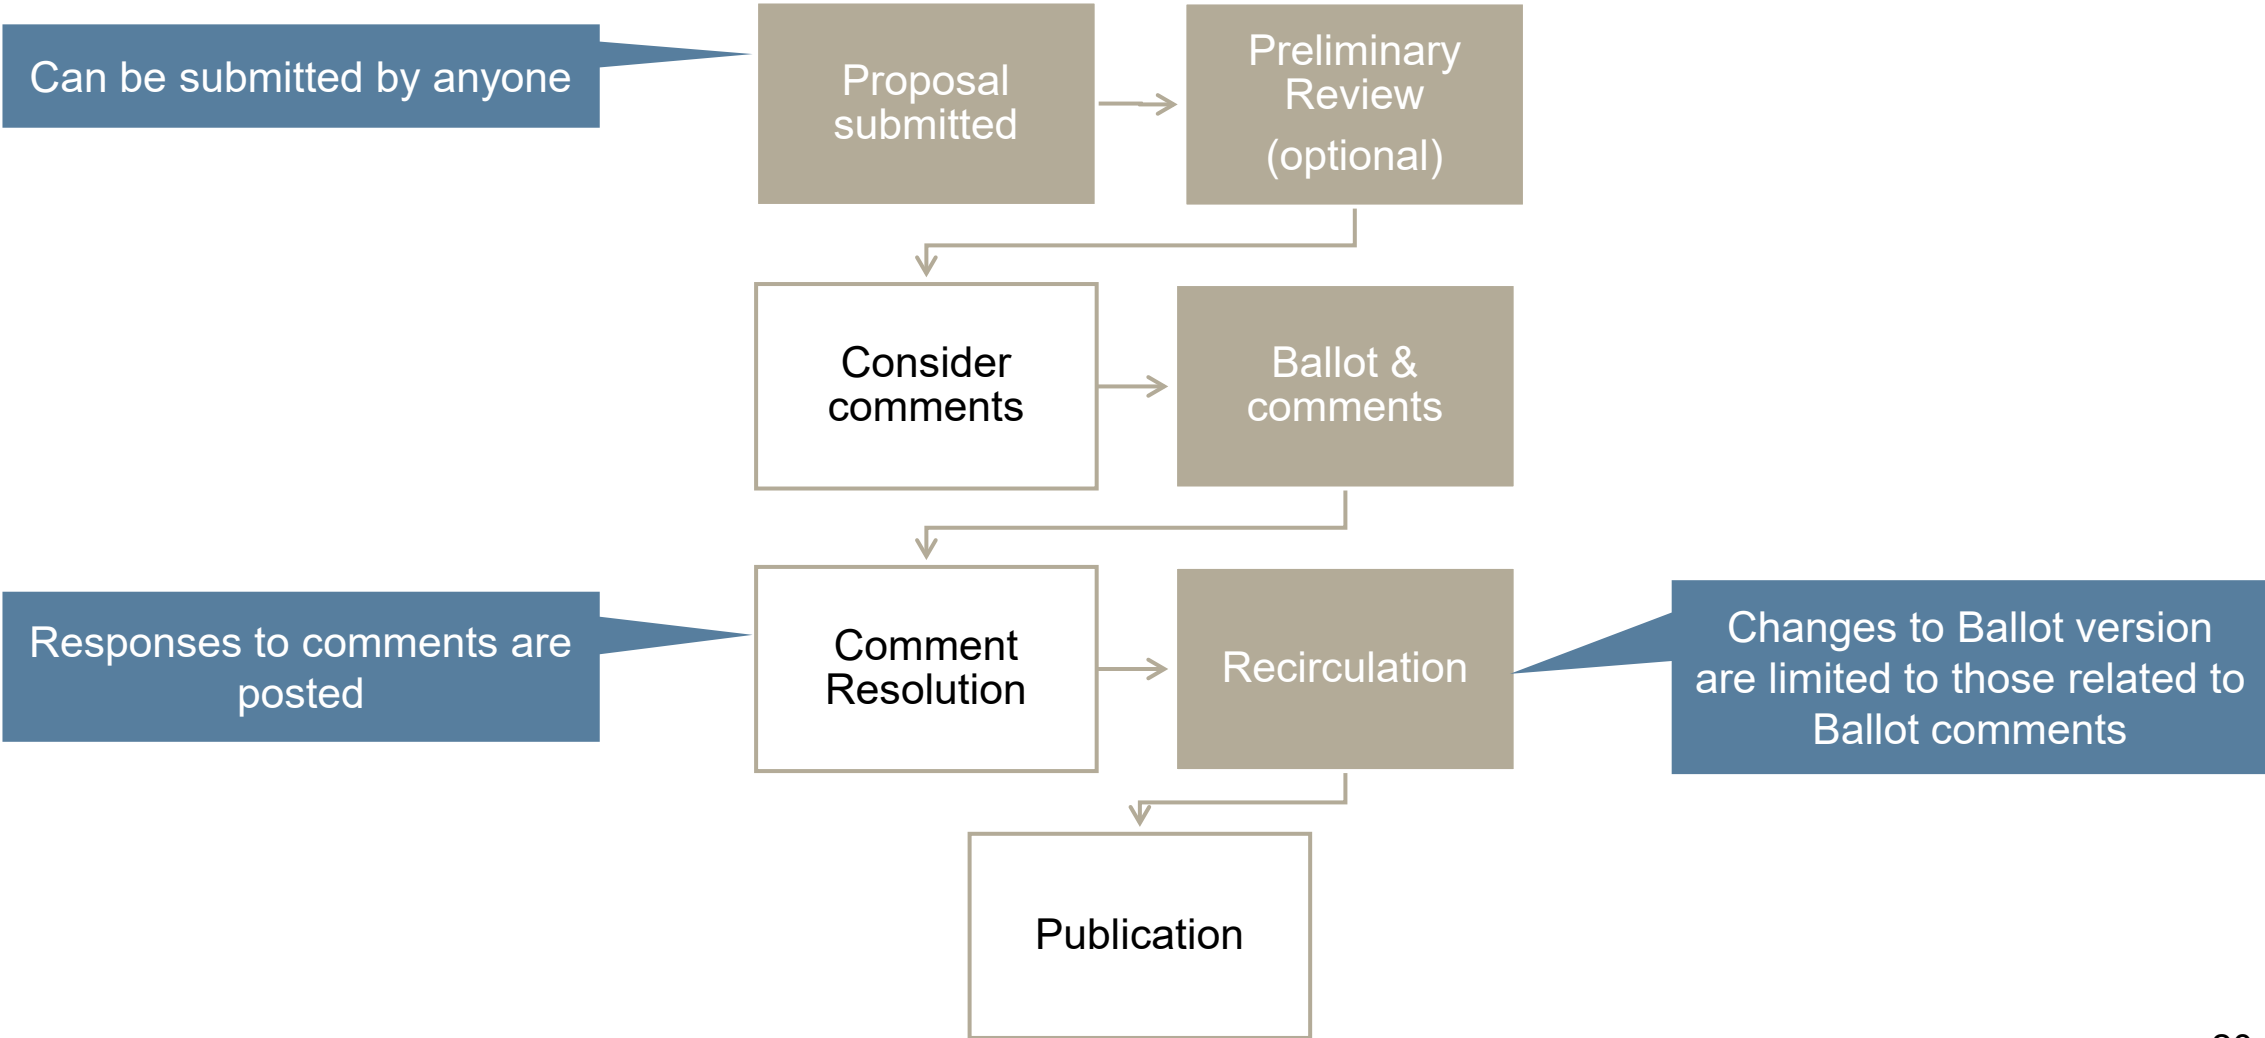 Can be submitted by anyone
Proposal
submitted
Preliminary
Review
(optional)
Consider
comments
Ballot &
comments
Responses to comments are
posted
Comment
Resolution
Recirculation
Changes to Ballot version
are limited to those related to
Ballot comments
Publication